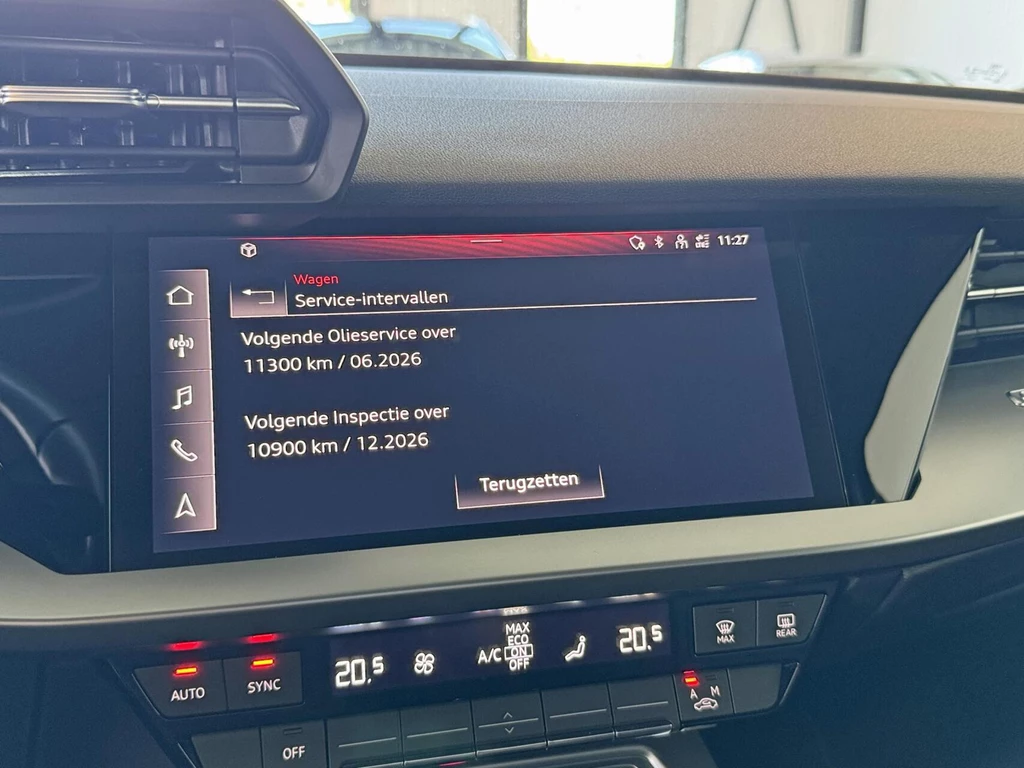 11:27
Wagen
Service-intervallen
Volgende Olieservice over
11300 km / 06.2026
Volgende Inspectie over
10900 km / 12.2026
Terugzetten
MAX
ECO
A/C ON
OFF
20.5
20.5
MAX
REAR
AUTO
SYNC
A M
OFF